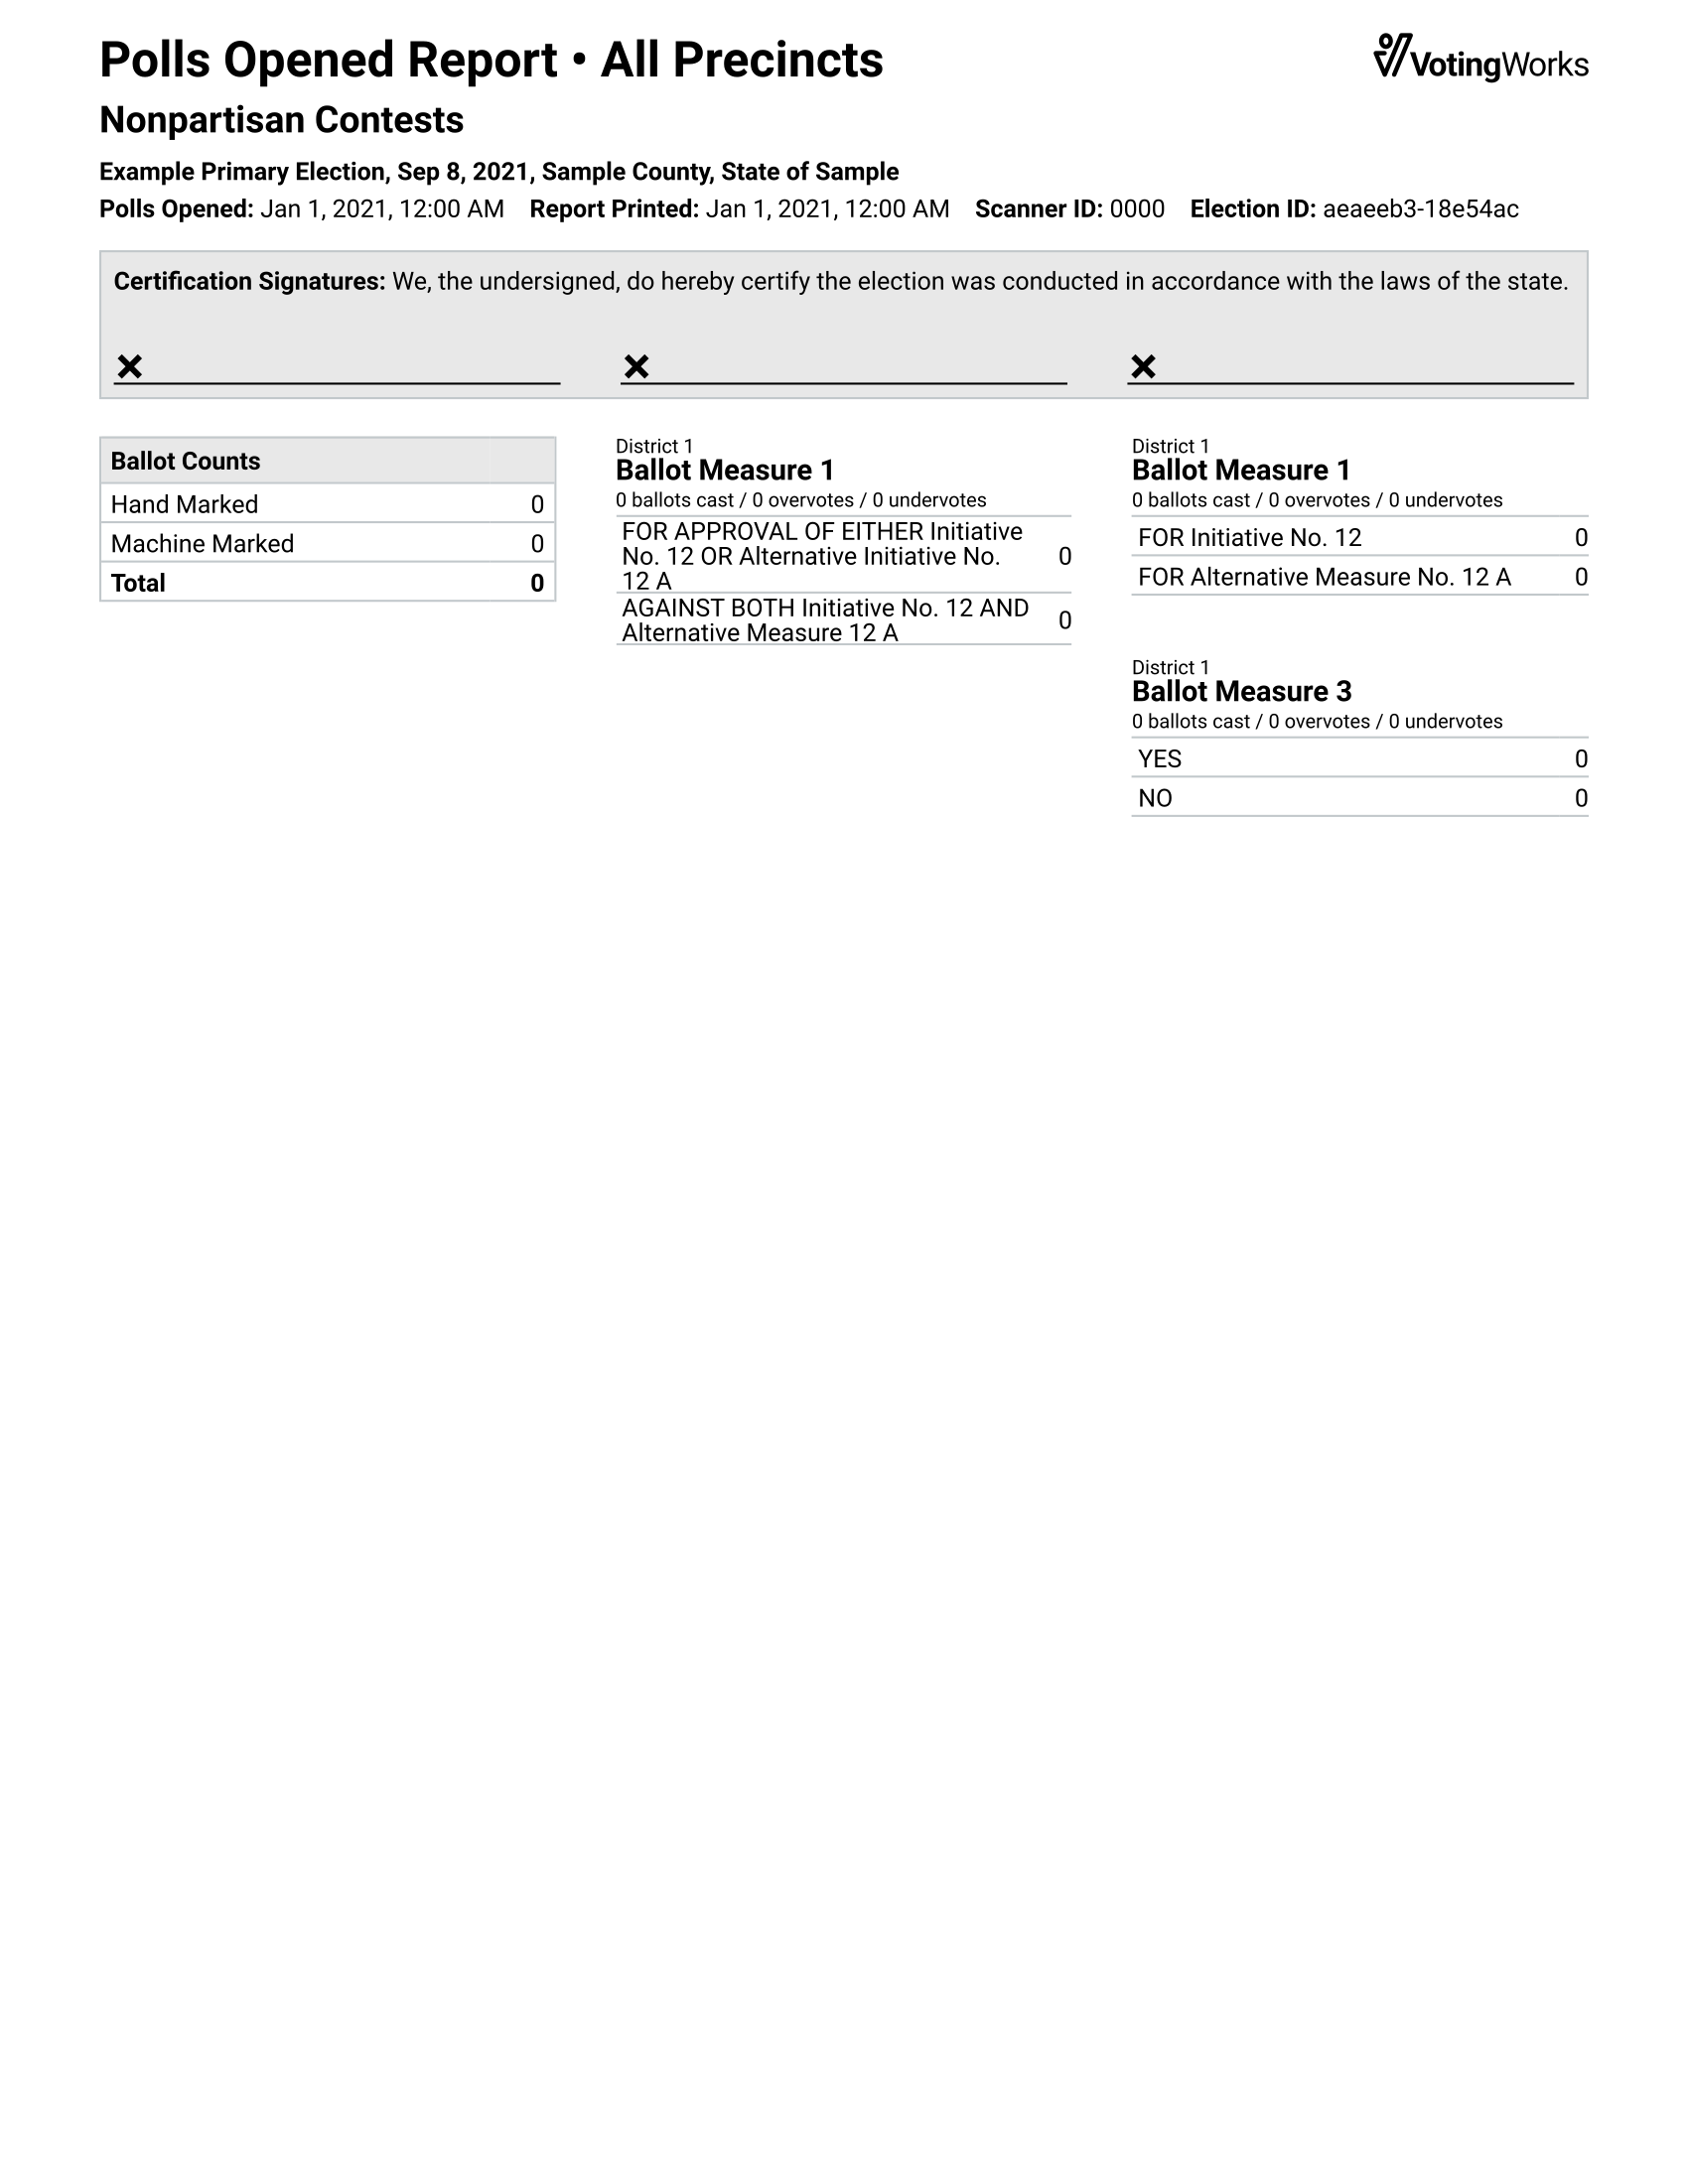 Polls Opened Report • All Precincts
VotingWorks
Nonpartisan Contests
Example Primary Election, Sep 8, 2021, Sample County, State of Sample
Polls Opened: Jan 1, 2021, 12:00 AM Report Printed: Jan 1, 2021, 12:00 AM Scanner ID: 0000 Election ID: aeaeeb3-18e54ac
Certification Signatures: We, the undersigned, do hereby certify the election was conducted in accordance with the laws of the state.
Ballot Counts
Hand Marked 0
Machine Marked 0
Total 0
District 1
Ballot Measure 1
0 ballots cast / 0 overvotes / 0 undervotes
FOR APPROVAL OF EITHER Initiative
No. 12 OR Alternative Initiative No. 0
12 A
AGAINST BOTH Initiative No. 12 AND
Alternative Measure 12 A 0
District 1
Ballot Measure 1
0 ballots cast / 0 overvotes / 0 undervotes
FOR Initiative No. 12 0
FOR Alternative Measure No. 12 A 0
District 1
Ballot Measure 3
0 ballots cast / 0 overvotes / 0 undervotes
YES 0
NO 0